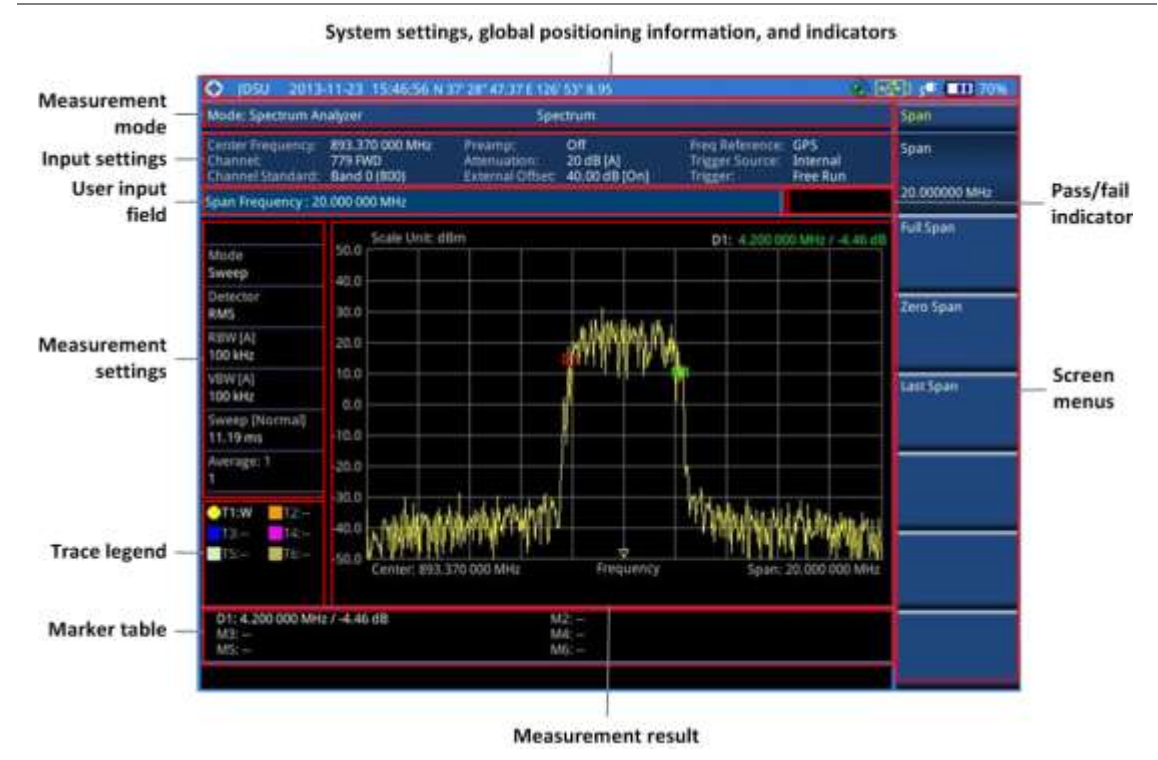 System settings, global positioning information, and indicators
JDSU 2013-11-23 15:46:56 N 37° 28' 47.37 E 126° 53' 8.95 70%
Measurement mode
Mode: Spectrum Analyzer Spectrum Span
Input settings
Center Frequency: 893.370 000 MHz Preamp: Off Freq Reference: GPS
Channel: 779 FWD Attenuation: 20 dB [A] Trigger Source: Internal
Channel Standard: Band 0 (800) External Offset: 40.00 dB [On] Trigger: Free Run
Span
20.000000 MHz
User input field
Span Frequency : 20.000 000 MHz
Pass/fail indicator
Full Span
Zero Span
Last Span
Screen menus
Measurement settings
Mode
Sweep
Detector
RMS
RBW [A]
100 kHz
VBW [A]
100 kHz
Sweep [Normal]
11.19 ms
Average: 1
1
Scale Unit: dBm D1: 4.200 000 MHz / -4.46 dB
50.0
40.0
30.0
20.0
10.0
0.0
-10.0
-20.0
-30.0
-40.0
-50.0
Center: 893.370 000 MHz Frequency Span: 20.000 000 MHz
Trace legend
T1:W T2:--
T3:-- T4:--
T5:-- T6:--
Marker table
D1: 4.200 000 MHz / -4.46 dB M2: --
M3: -- M4: --
M5: -- M6: --
Measurement result